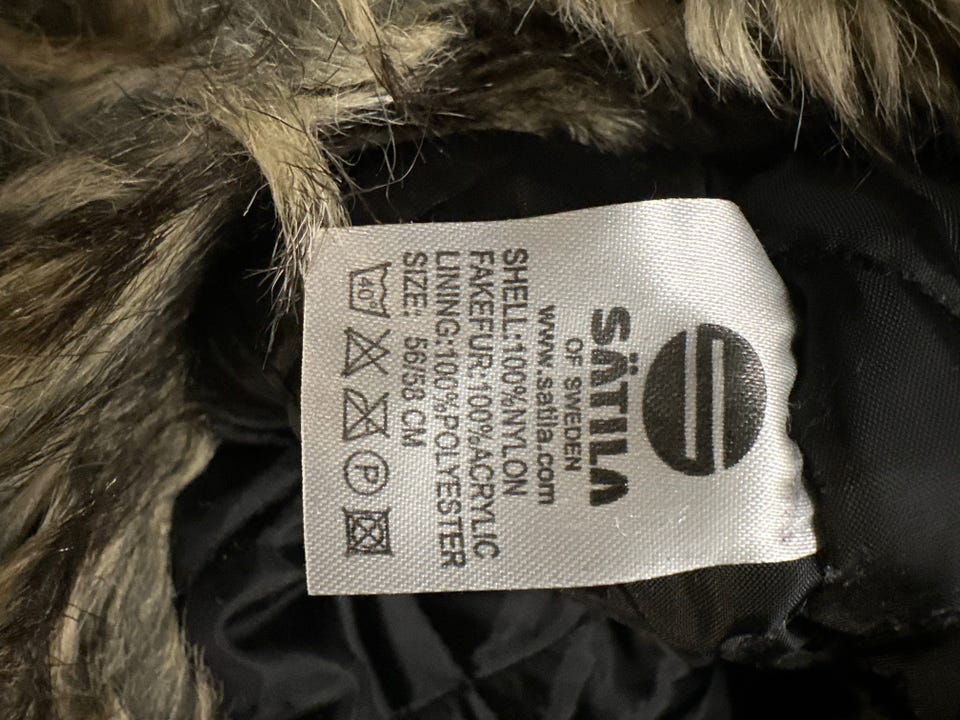 SÄTILA
OF SWEDEN
www.satila.com
SHELL:100%NYLON
FAKEFUR:100%ACRYLIC
LINING:100%POLYESTER
SIZE: 56/58 CM
40°
P